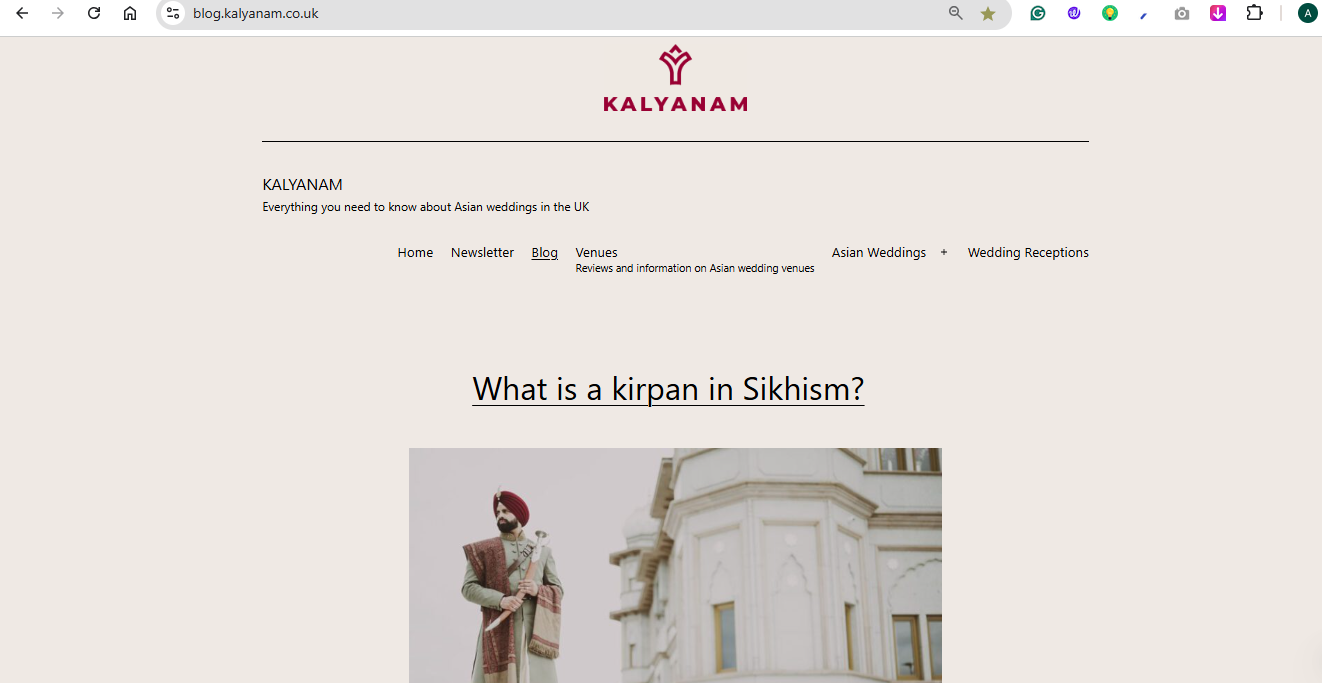 blog.kalyanam.co.uk
A
KALYANAM
KALYANAM
Everything you need to know about Asian weddings in the UK
Home Newsletter Blog Venues Asian Weddings + Wedding Receptions
Reviews and information on Asian wedding venues
What is a kirpan in Sikhism?